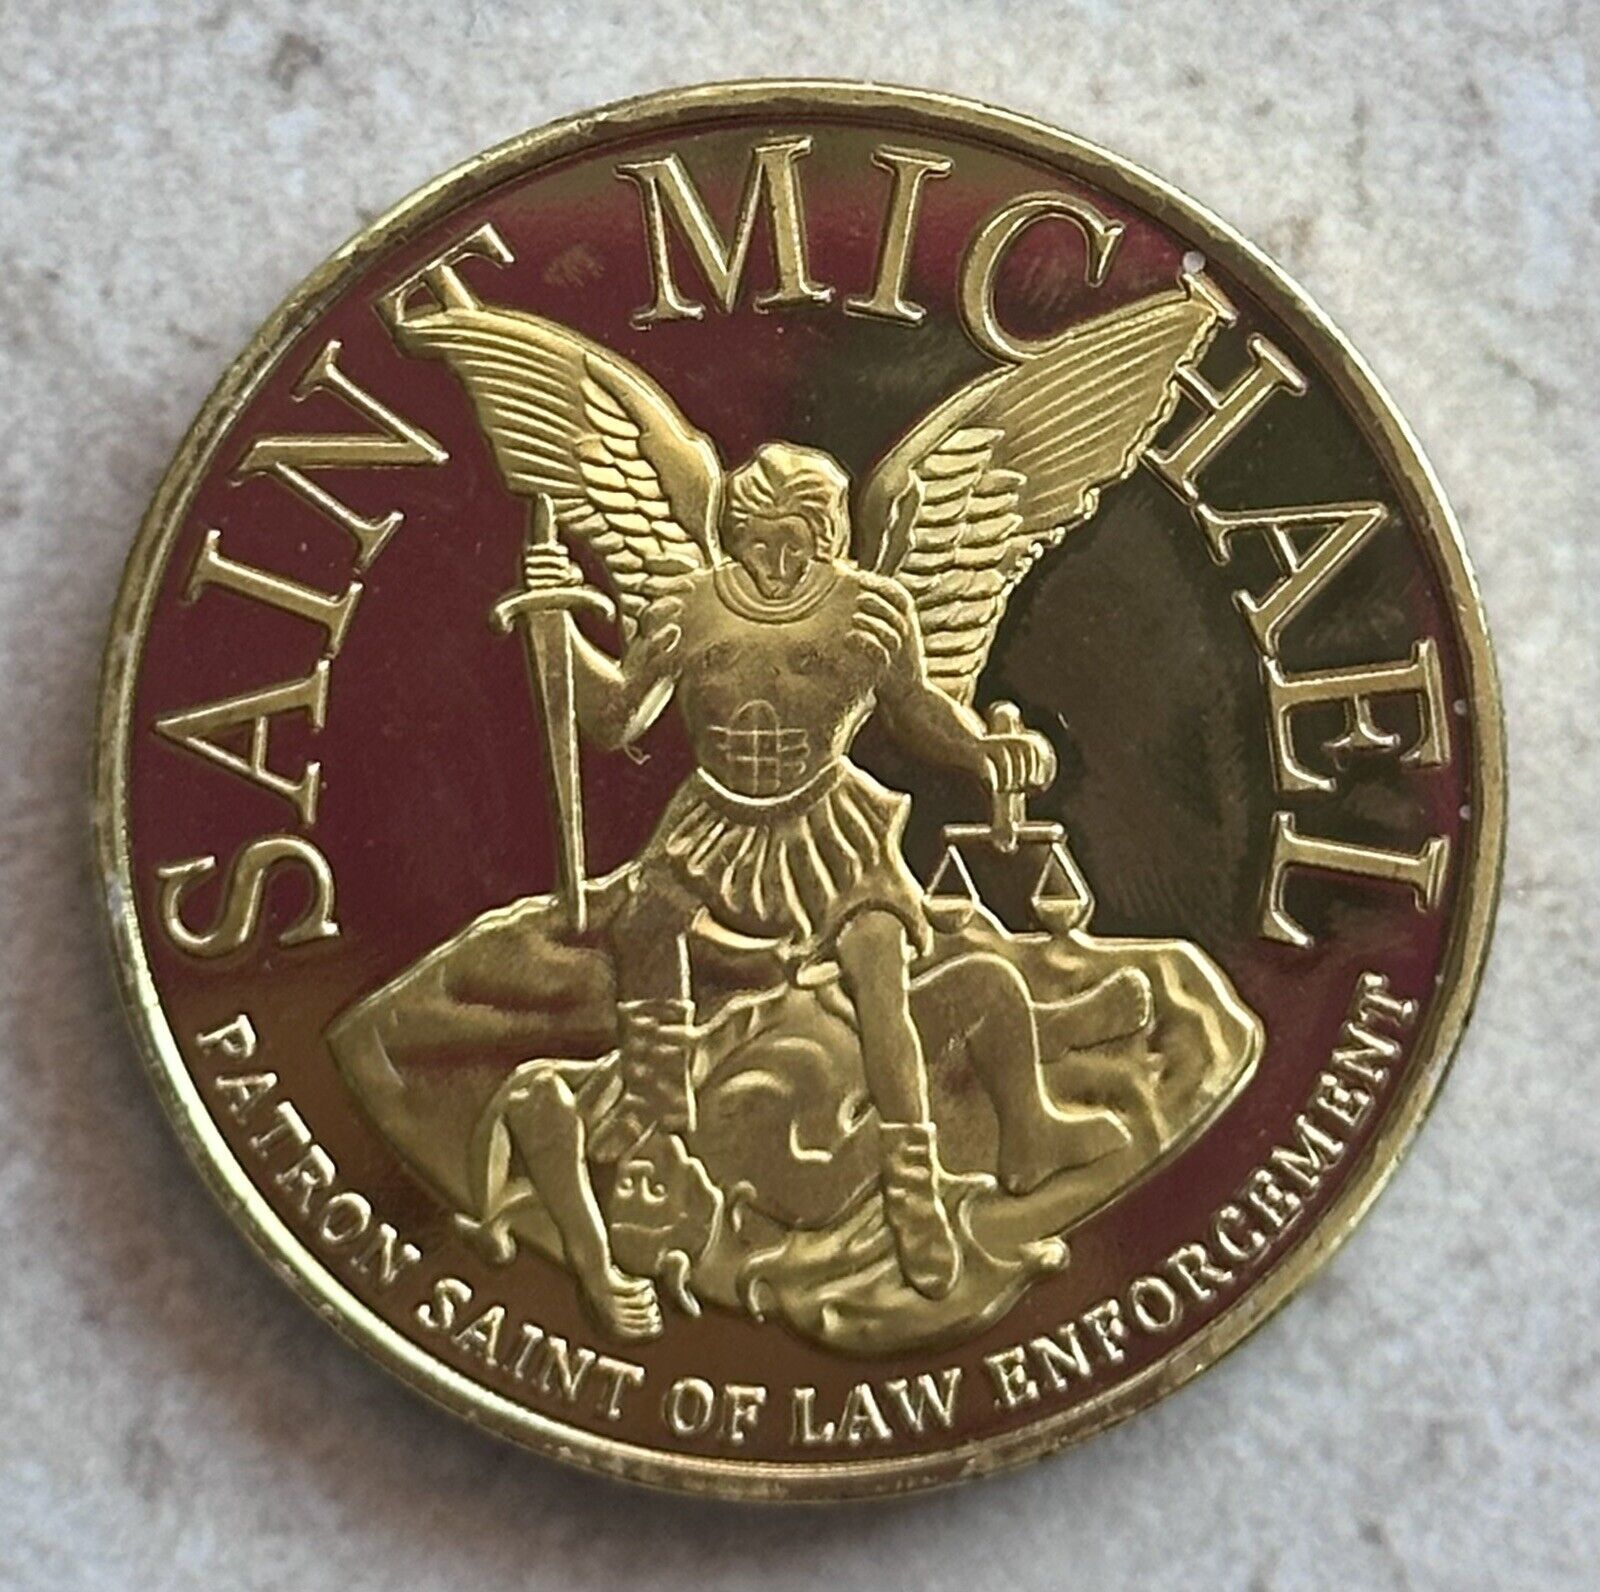 SAINT MICHAEL
PATRON SAINT OF LAW ENFORCEMENT